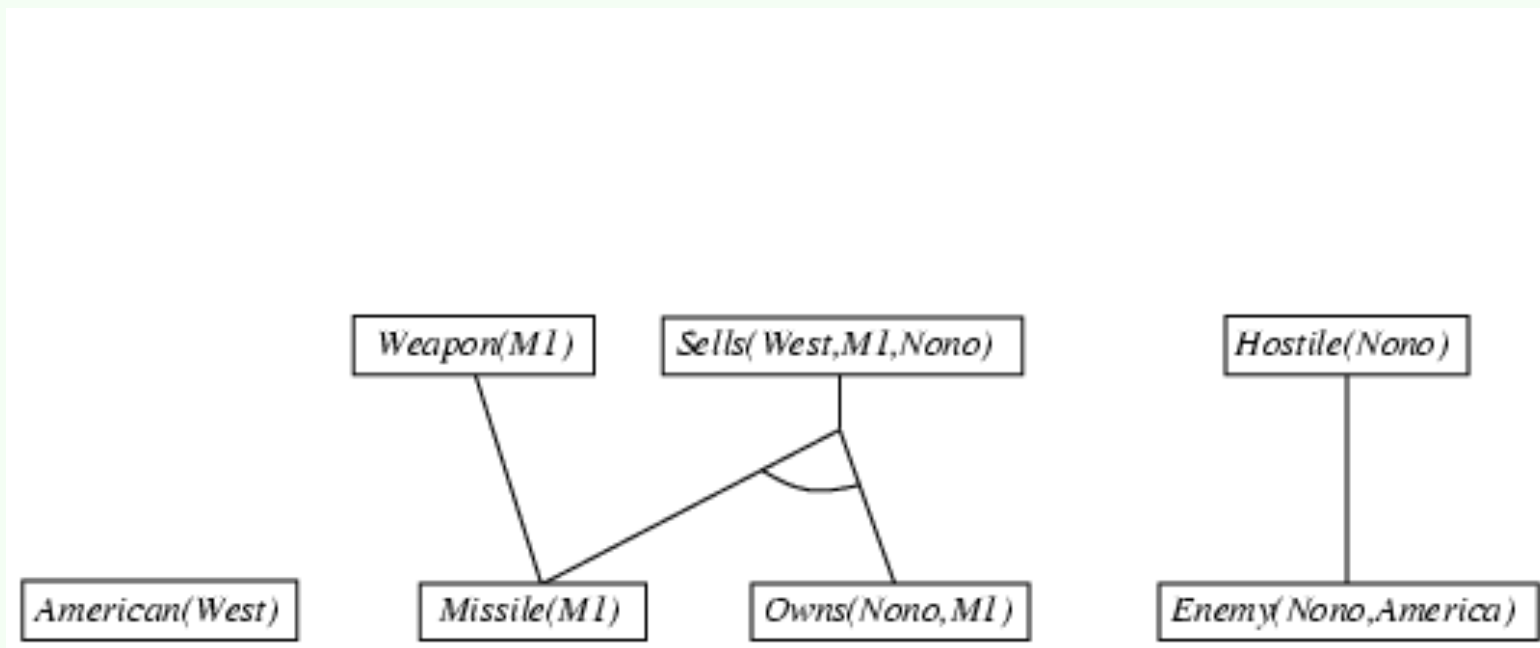 Weapon(M1)
Sells(West,M1,Nono)
Hostile(Nono)
American(West)
Missile(M1)
Owns(Nono,M1)
Enemy(Nono,America)